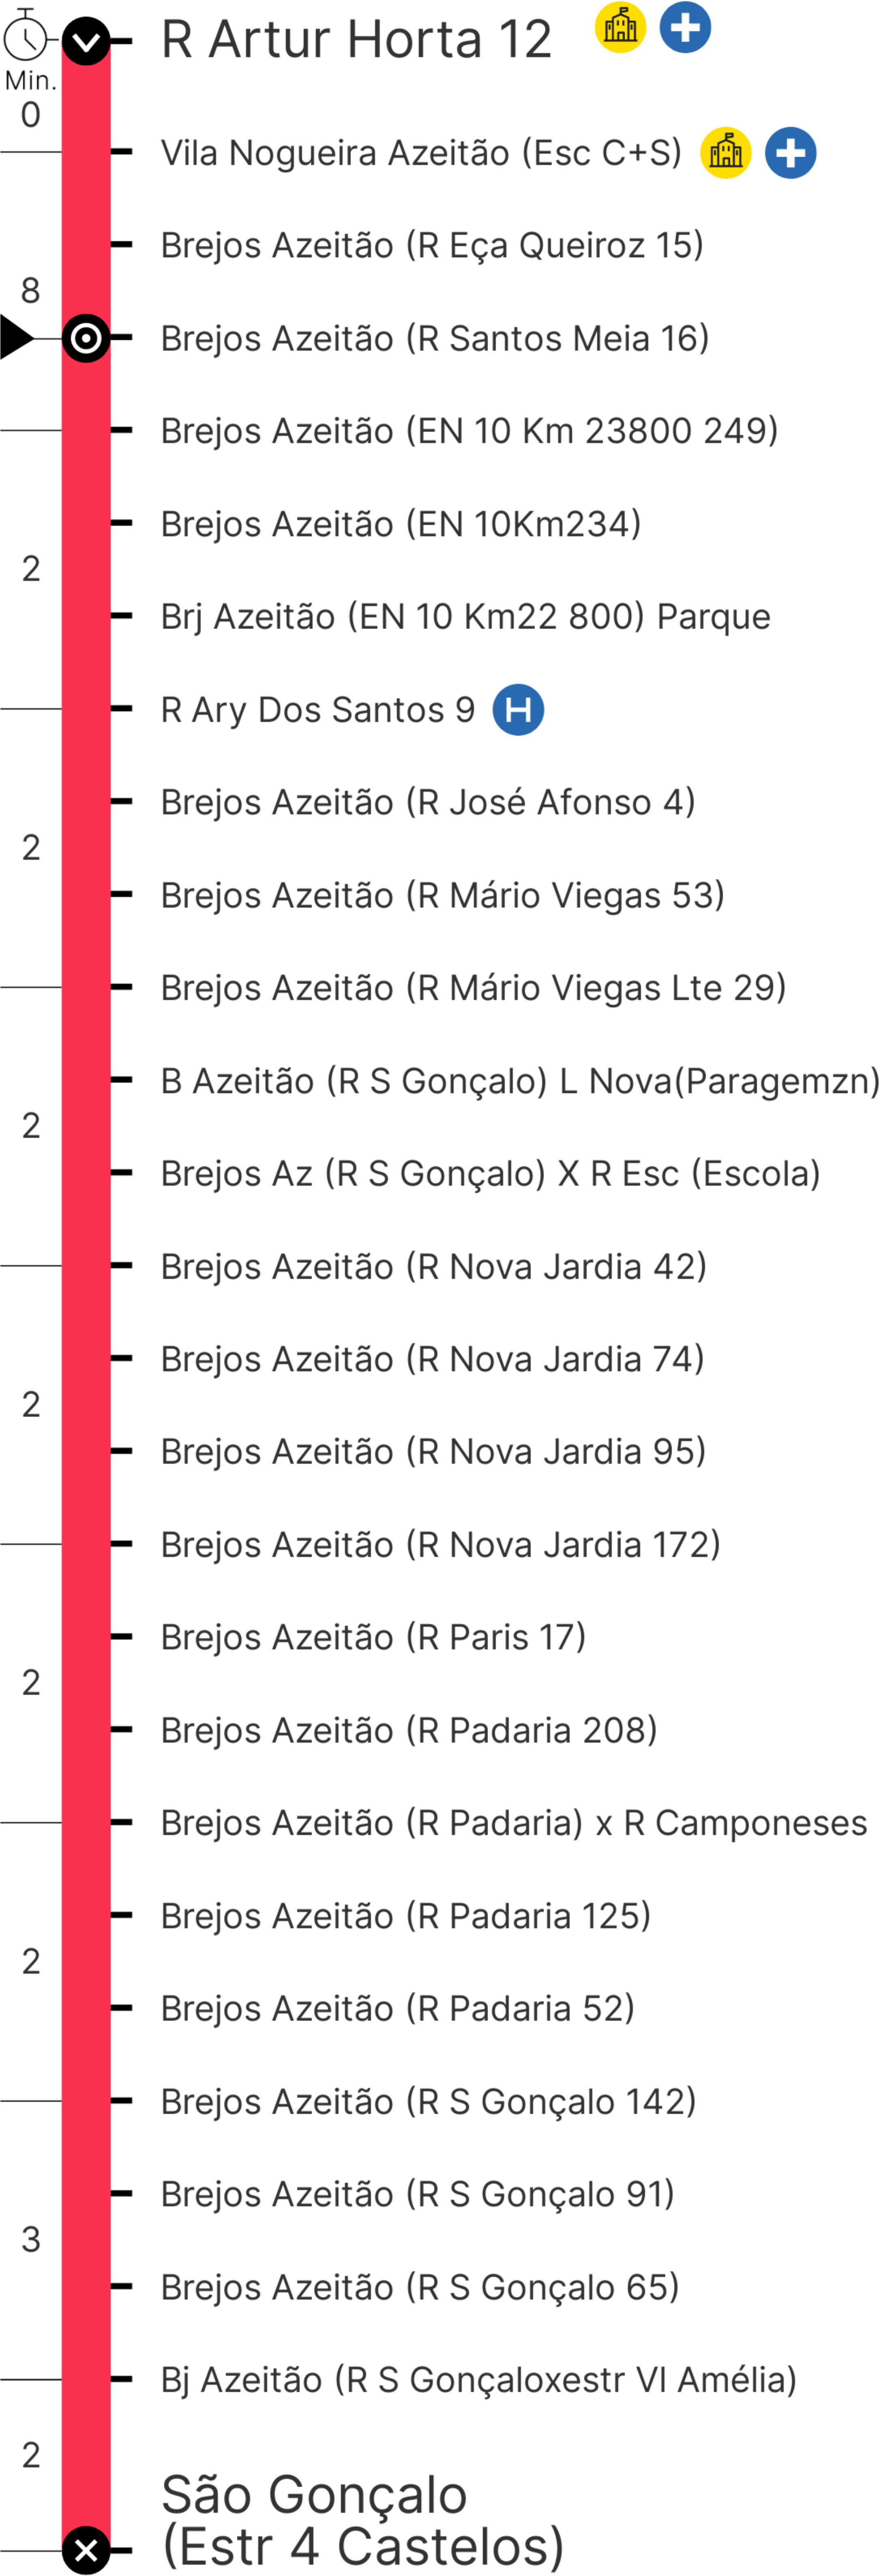 R Artur Horta 12
Min.
0
Vila Nogueira Azeitão (Esc C+S)
Brejos Azeitão (R Eça Queiroz 15)
8
Brejos Azeitão (R Santos Meia 16)
Brejos Azeitão (EN 10 Km 23800 249)
Brejos Azeitão (EN 10Km234)
2
Brj Azeitão (EN 10 Km22 800) Parque
R Ary Dos Santos 9 H
Brejos Azeitão (R José Afonso 4)
2
Brejos Azeitão (R Mário Viegas 53)
Brejos Azeitão (R Mário Viegas Lte 29)
B Azeitão (R S Gonçalo) L Nova(Paragemzn)
2
Brejos Az (R S Gonçalo) X R Esc (Escola)
Brejos Azeitão (R Nova Jardia 42)
Brejos Azeitão (R Nova Jardia 74)
2
Brejos Azeitão (R Nova Jardia 95)
Brejos Azeitão (R Nova Jardia 172)
Brejos Azeitão (R Paris 17)
2
Brejos Azeitão (R Padaria 208)
Brejos Azeitão (R Padaria) x R Camponeses
Brejos Azeitão (R Padaria 125)
2
Brejos Azeitão (R Padaria 52)
Brejos Azeitão (R S Gonçalo 142)
Brejos Azeitão (R S Gonçalo 91)
3
Brejos Azeitão (R S Gonçalo 65)
Bj Azeitão (R S Gonçaloxestr Vl Amélia)
2
São Gonçalo
(Estr 4 Castelos)